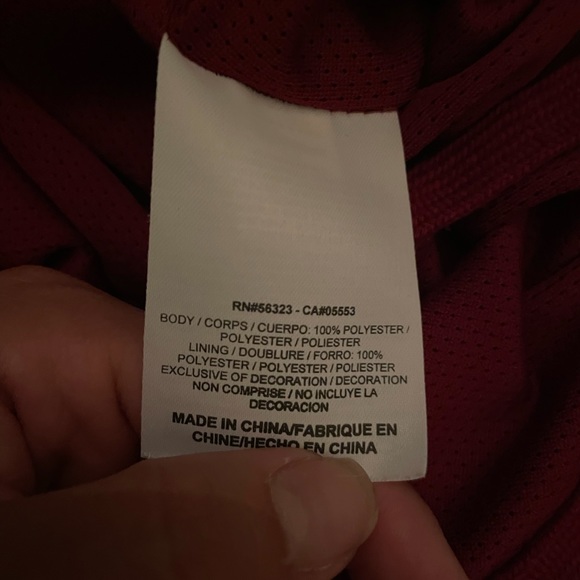 RN#56323 - CA#05553
BODY / CORPS / CUERPO: 100% POLYESTER /
POLYESTER / POLIESTER
LINING / DOUBLURE / FORRO: 100%
POLYESTER / POLYESTER / POLIESTER
EXCLUSIVE OF DECORATION / DECORATION
NON COMPRISE / NO INCLUYE LA
DECORACION
MADE IN CHINA/FABRIQUE EN
CHINE/HECHO EN CHINA